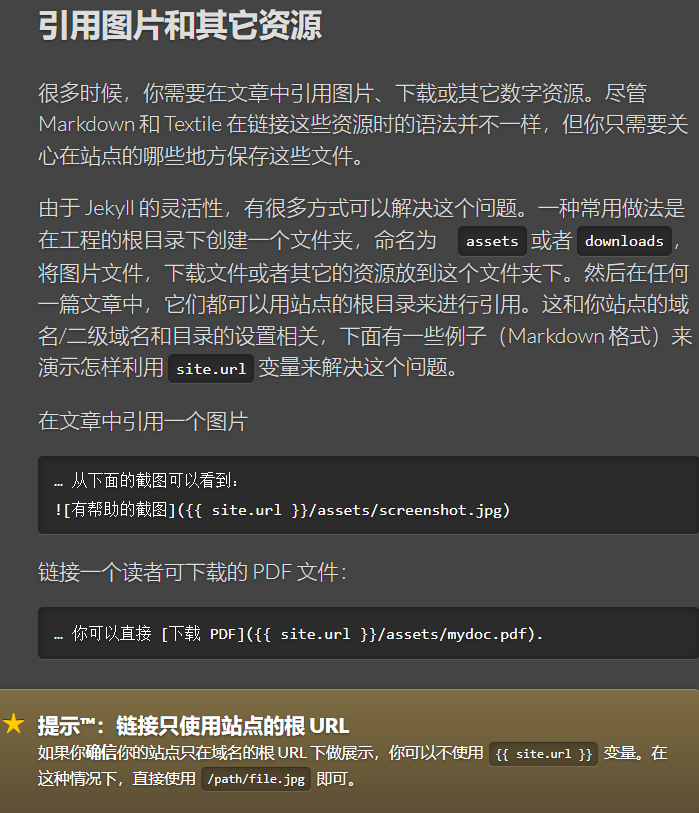 引用图片和其它资源
很多时候，你需要在文章中引用图片、下载或其它数字资源。尽管
Markdown 和 Textile 在链接这些资源时的语法并不一样，但你只需要关
心在站点的哪些地方保存这些文件。
由于 Jekyll 的灵活性，有很多方式可以解决这个问题。一种常用做法是
在工程的根目录下创建一个文件夹，命名为 assets 或者 downloads ，
将图片文件，下载文件或者其它的资源放到这个文件夹下。然后在任何
一篇文章中，它们都可以用站点的根目录来进行引用。这和你站点的域
名/二级域名和目录的设置相关，下面有一些例子（Markdown 格式）来
演示怎样利用 site.url 变量来解决这个问题。
在文章中引用一个图片
… 从下面的截图可以看到：
![有帮助的截图]({{ site.url }}/assets/screenshot.jpg)
链接一个读者可下载的 PDF 文件：
… 你可以直接 [下载 PDF]({{ site.url }}/assets/mydoc.pdf).
提示™：链接只使用站点的根 URL
如果你确信你的站点只在域名的根 URL 下做展示，你可以不使用 {{ site.url }} 变量。在
这种情况下，直接使用 /path/file.jpg 即可。